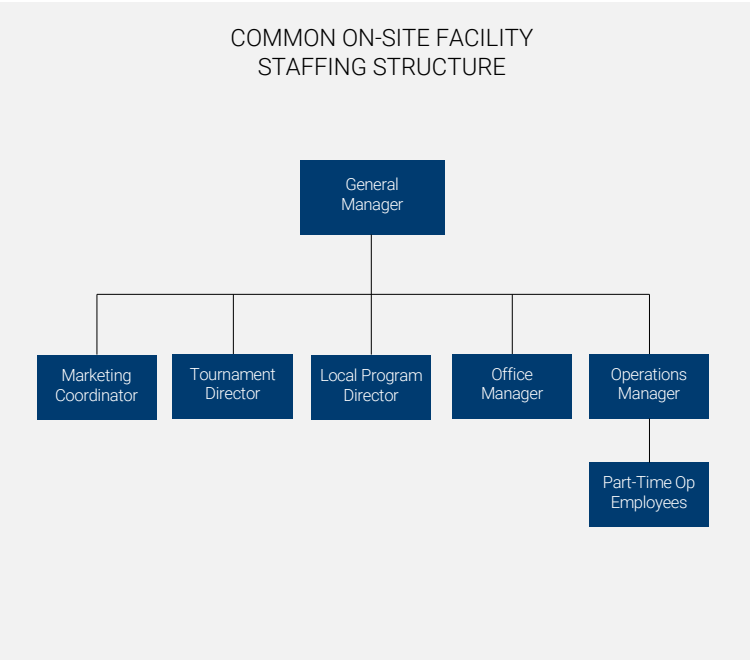 COMMON ON-SITE FACILITY
STAFFING STRUCTURE
General
Manager
Marketing
Coordinator
Tournament
Director
Local Program
Director
Office
Manager
Operations
Manager
Part-Time Op
Employees